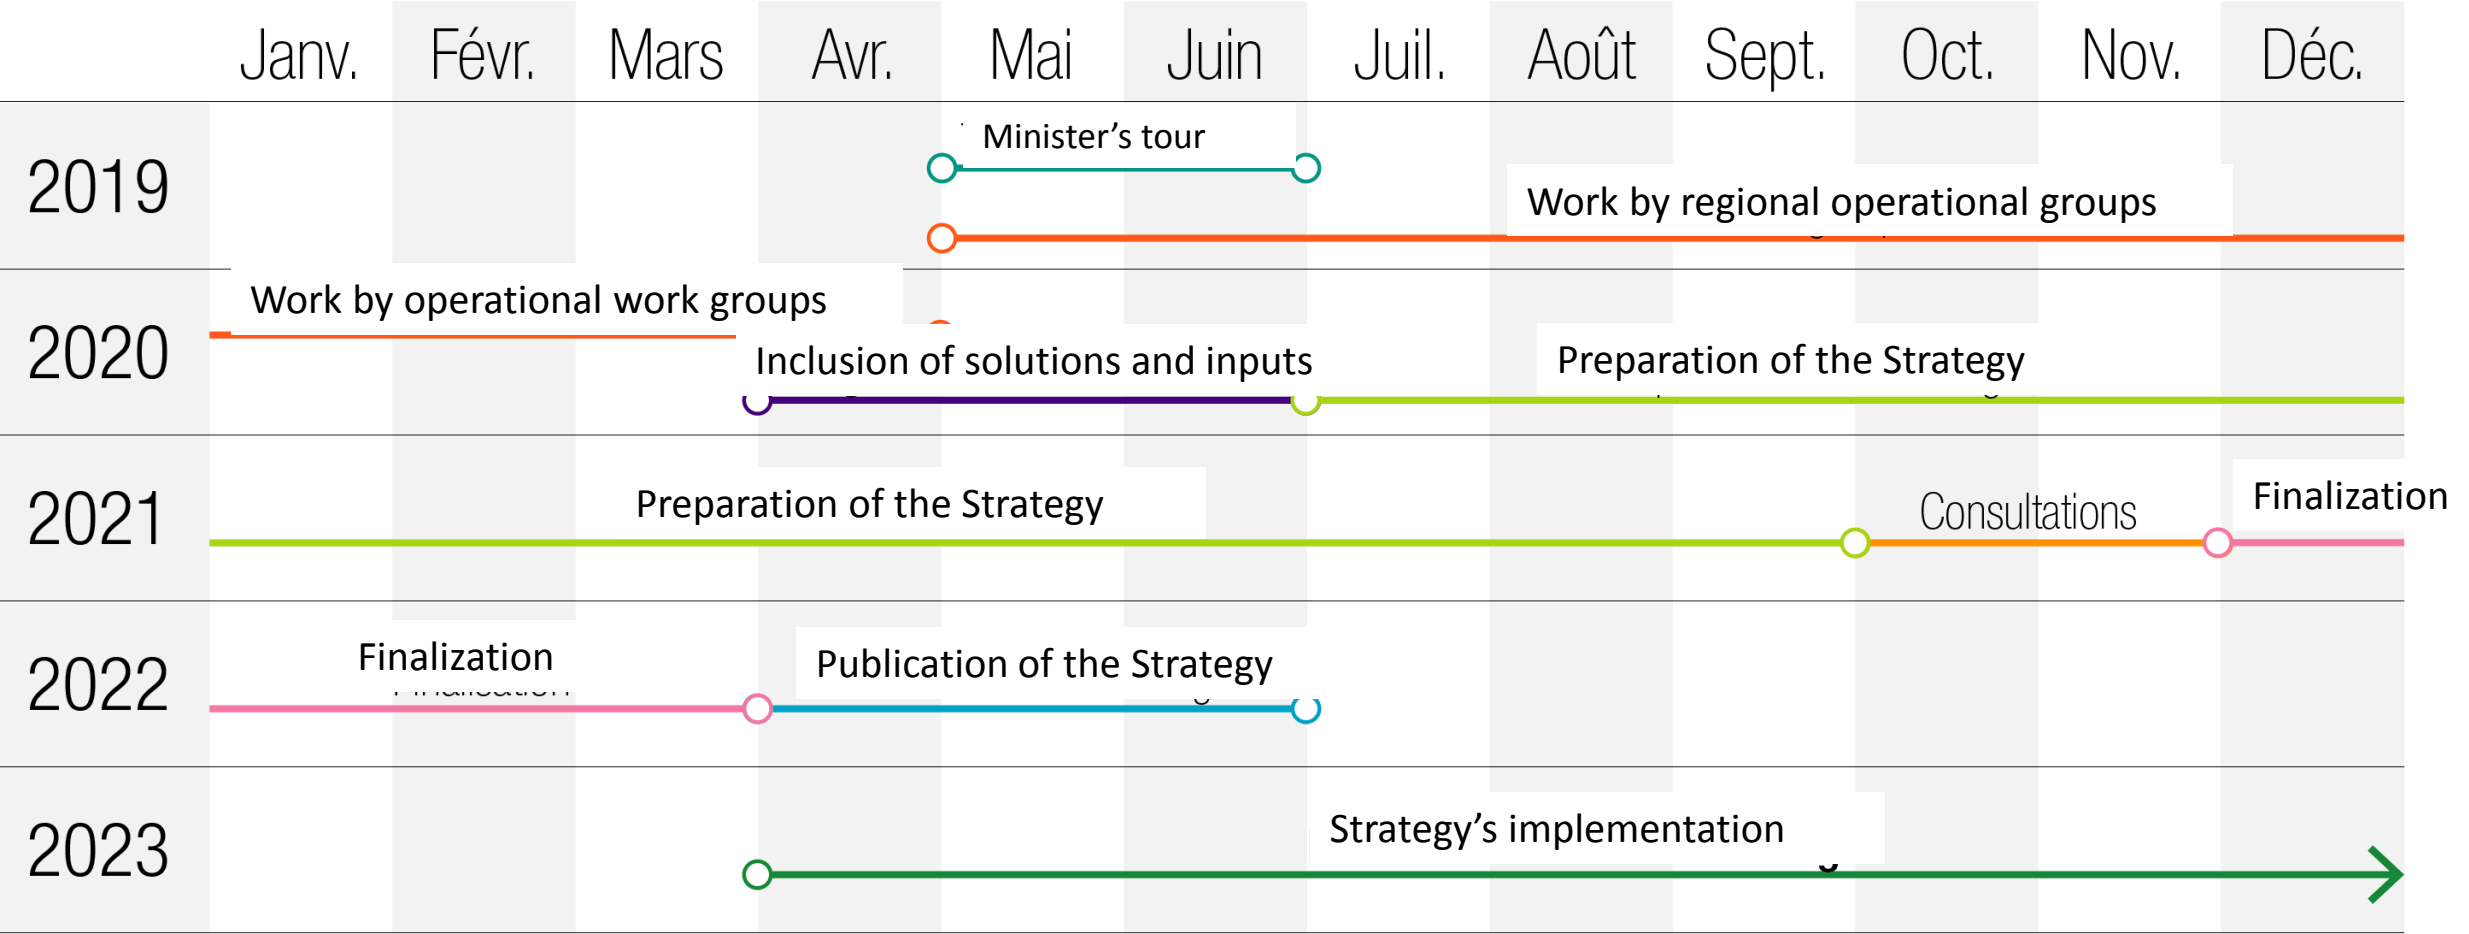 Janv. Févr. Mars Avr. Mai Juin Juil. Août Sept. Oct. Nov. Déc.
2019
Minister’s tour
Work by regional operational groups
2020
Work by operational work groups
Inclusion of solutions and inputs
Preparation of the Strategy
2021
Preparation of the Strategy
Consultations
Finalization
2022
Finalization
Publication of the Strategy
2023
Strategy’s implementation